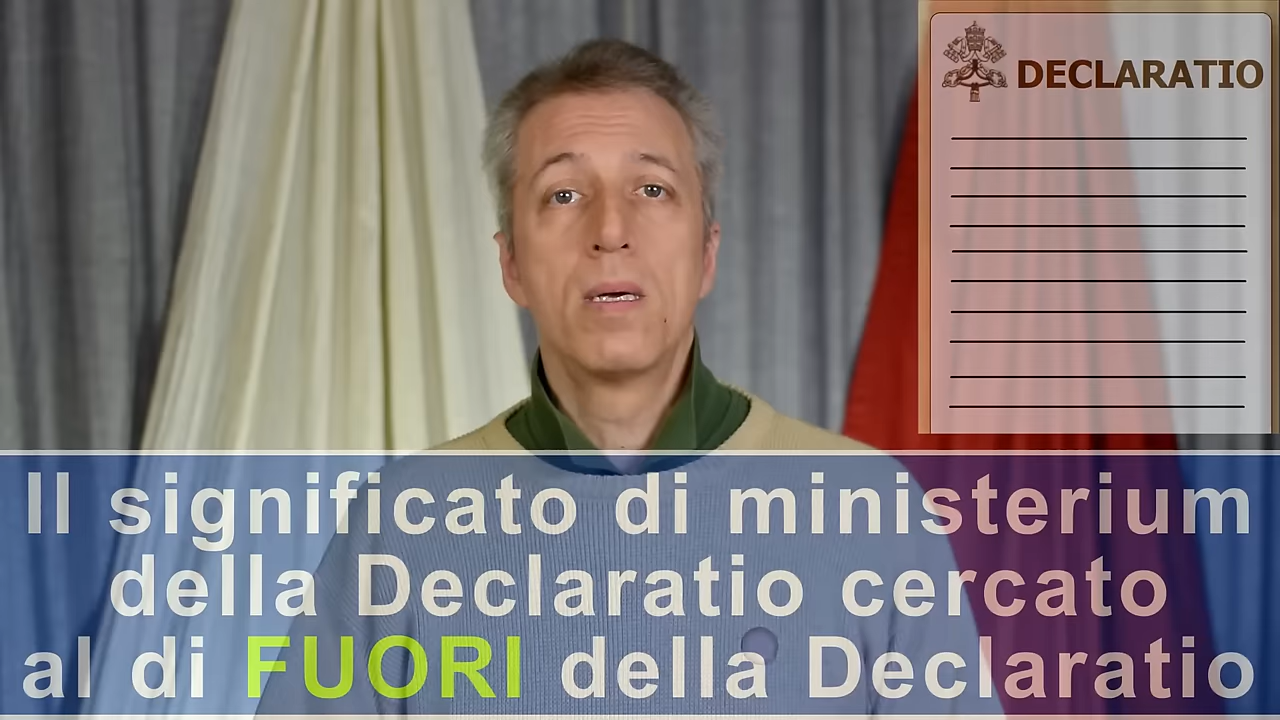 DECLARATIO
Il significato di ministerium
della Declaratio cercato
al di FUORI della Declaratio